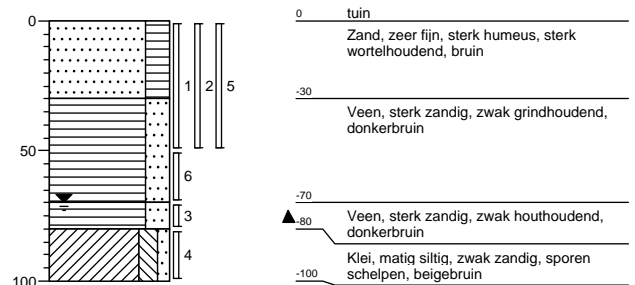 0
50
100
1
2
5
6
3
4
0 tuin
Zand, zeer fijn, sterk humeus, sterk
wortelhoudend, bruin
-30
Veen, sterk zandig, zwak grindhoudend,
donkerbruin
-70
Veen, sterk zandig, zwak houthoudend,
donkerbruin
-80
Klei, matig siltig, zwak zandig, sporen
schelpen, beigebruin
-100